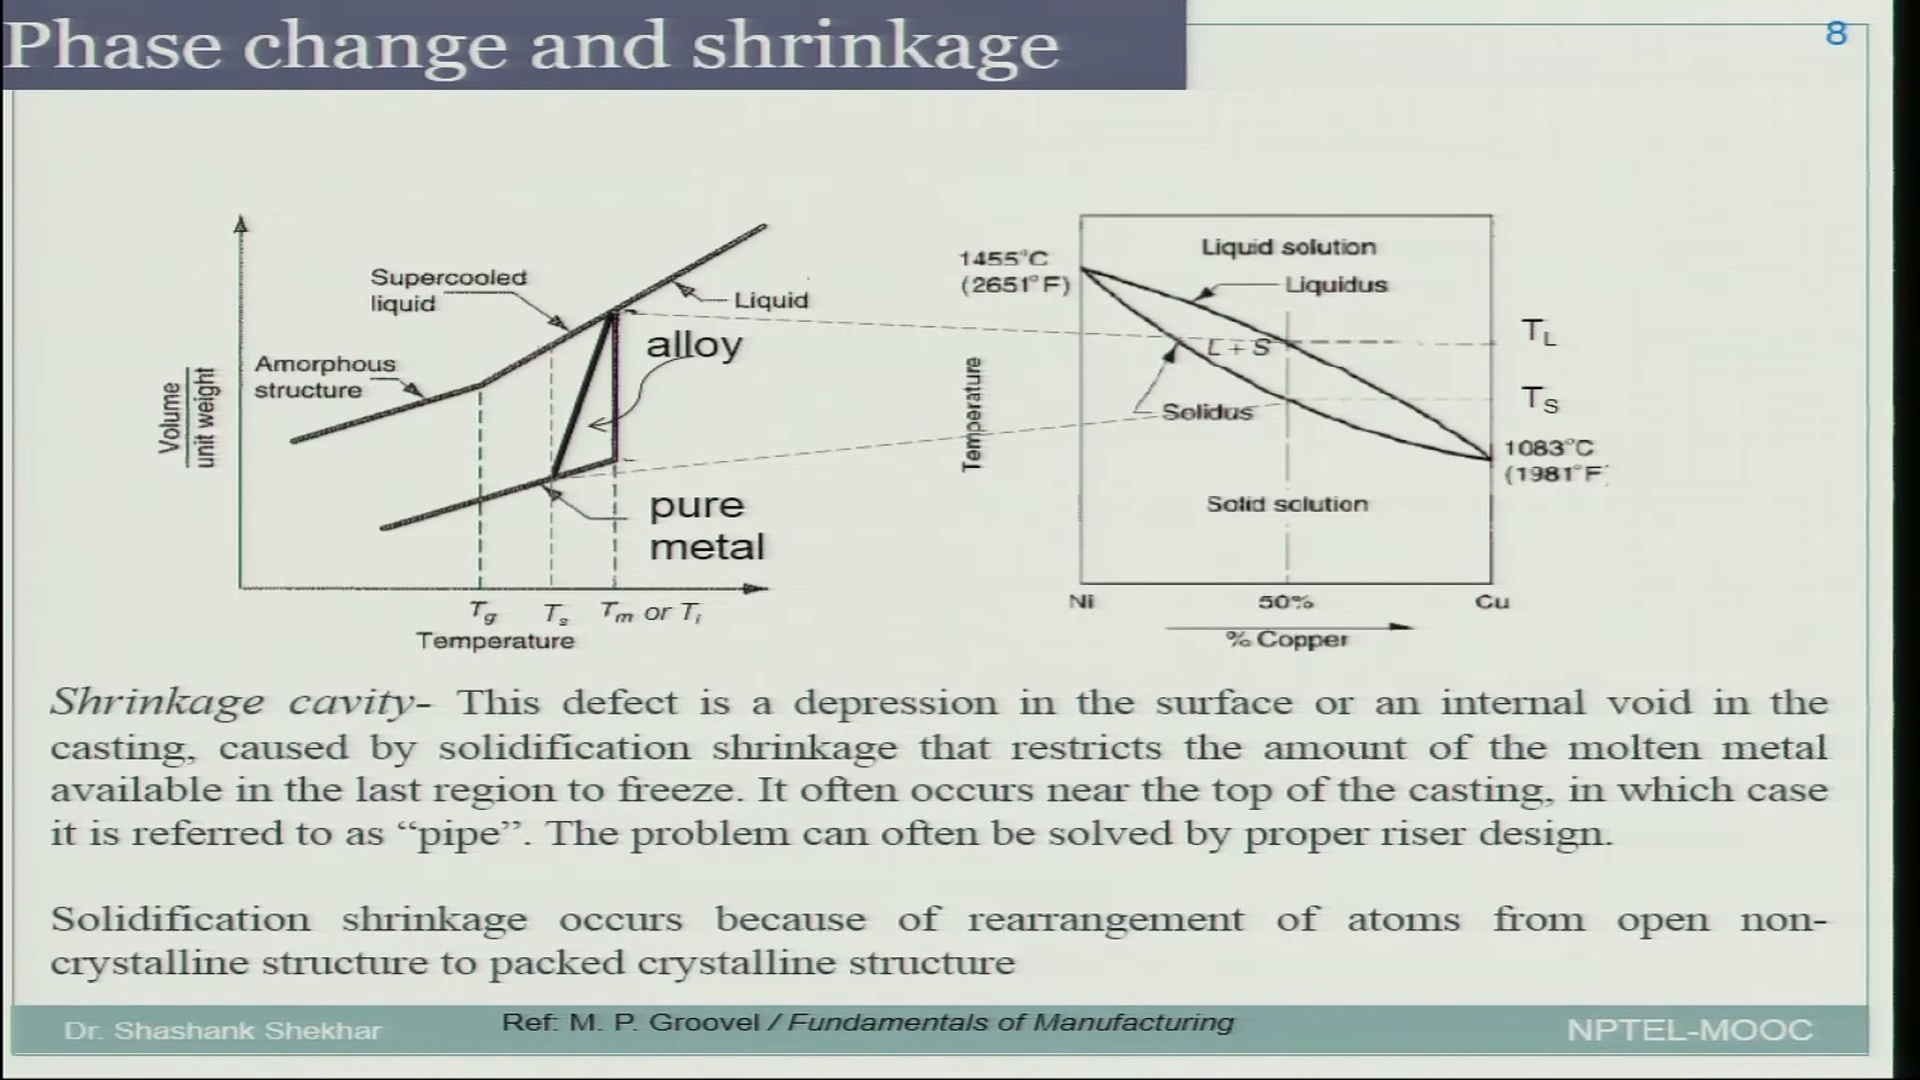 Phase change and shrinkage
8
Supercooled
liquid
Liquid
alloy
Amorphous
structure
Volume
unit weight
pure
metal
Tg Ts Tm or Tl
Temperature
1455°C
(2651°F)
Liquid solution
Liquidus
L + S
Solidus
Solid solution
Temperature
TL
TS
1083°C
(1981°F)
Ni 50% Cu
% Copper
Shrinkage cavity- This defect is a depression in the surface or an internal void in the
casting, caused by solidification shrinkage that restricts the amount of the molten metal
available in the last region to freeze. It often occurs near the top of the casting, in which case
it is referred to as “pipe”. The problem can often be solved by proper riser design.
Solidification shrinkage occurs because of rearrangement of atoms from open non-
crystalline structure to packed crystalline structure
Dr. Shashank Shekhar
Ref: M. P. Groovel / Fundamentals of Manufacturing
NPTEL-MOOC